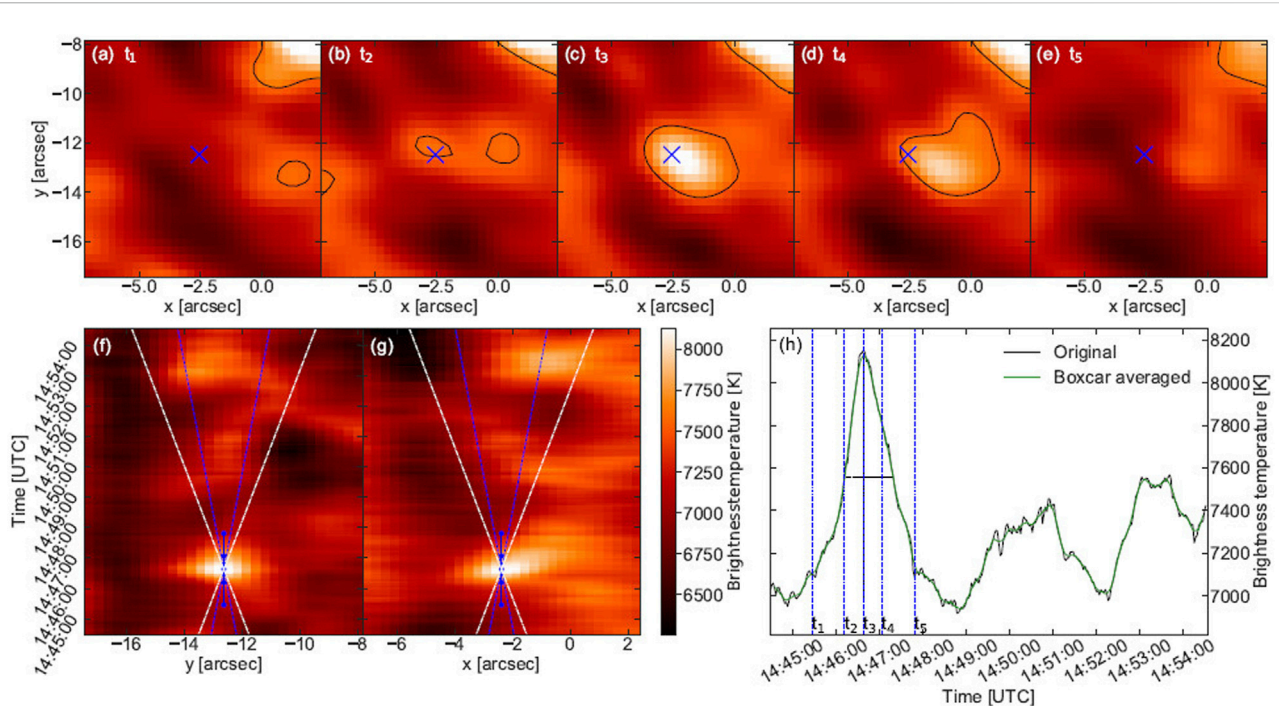 (a) t₁ (b) t₂ (c) t₃ (d) t₄ (e) t₅
−8
−10
−12
−14
−16
y [arcsec]
−5.0 −2.5 0.0 −5.0 −2.5 0.0 −5.0 −2.5 0.0 −5.0 −2.5 0.0 −5.0 −2.5 0.0
x [arcsec] x [arcsec] x [arcsec] x [arcsec] x [arcsec]
(f) (g)
14:54:00
14:53:00
14:52:00
14:51:00
14:50:00
14:49:00
14:48:00
14:47:00
14:46:00
14:45:00
Time [UTC]
−16 −14 −12 −10 −8 −6 −4 −2 0 2
y [arcsec] x [arcsec]
8000
7750
7500
7250
7000
6750
6500
Brightnesstemperature [K]
(h)
Original
Boxcar averaged
8200
8000
7800
7600
7400
7200
7000
Brightness temperature [K]
t₁ t₂ t₃ t₄ t₅
14:45:00 14:46:00 14:47:00 14:48:00 14:49:00 14:50:00 14:51:00 14:52:00 14:53:00 14:54:00
Time [UTC]